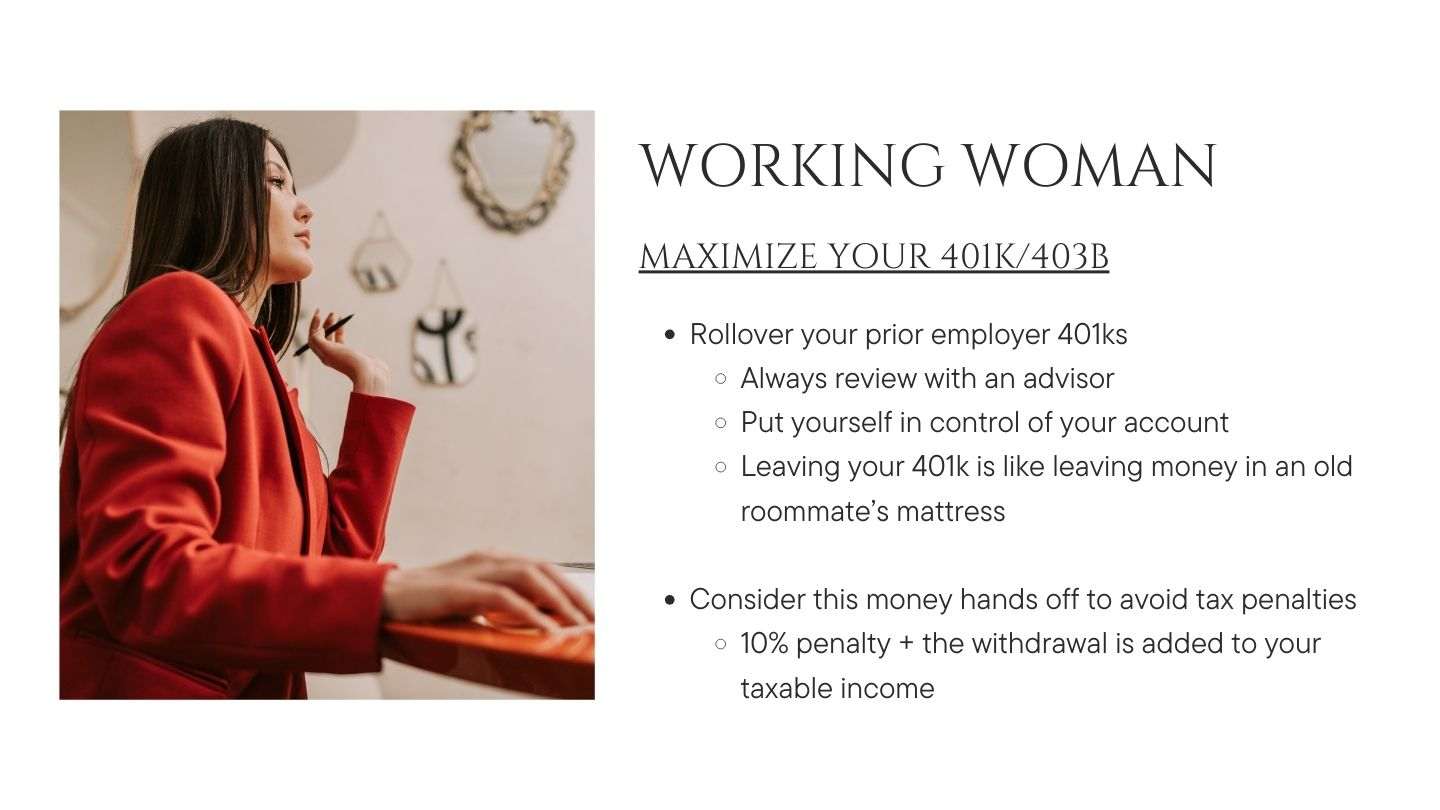 WORKING WOMAN
MAXIMIZE YOUR 401K/403B
• Rollover your prior employer 401ks
○ Always review with an advisor
○ Put yourself in control of your account
○ Leaving your 401k is like leaving money in an old
roommate’s mattress
• Consider this money hands off to avoid tax penalties
○ 10% penalty + the withdrawal is added to your
taxable income